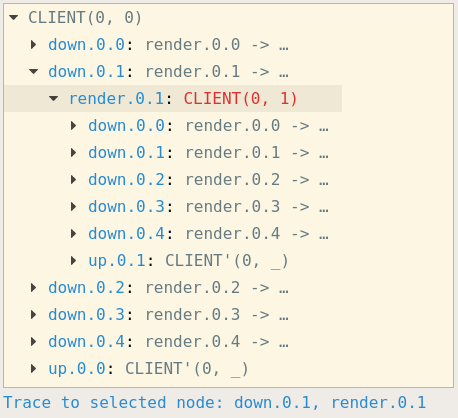 CLIENT(0, 0)
down.0.0: render.0.0 -> …
down.0.1: render.0.1 -> …
render.0.1: CLIENT(0, 1)
down.0.0: render.0.0 -> …
down.0.1: render.0.1 -> …
down.0.2: render.0.2 -> …
down.0.3: render.0.3 -> …
down.0.4: render.0.4 -> …
up.0.1: CLIENT'(0, _)
down.0.2: render.0.2 -> …
down.0.3: render.0.3 -> …
down.0.4: render.0.4 -> …
up.0.0: CLIENT'(0, _)
Trace to selected node: down.0.1, render.0.1